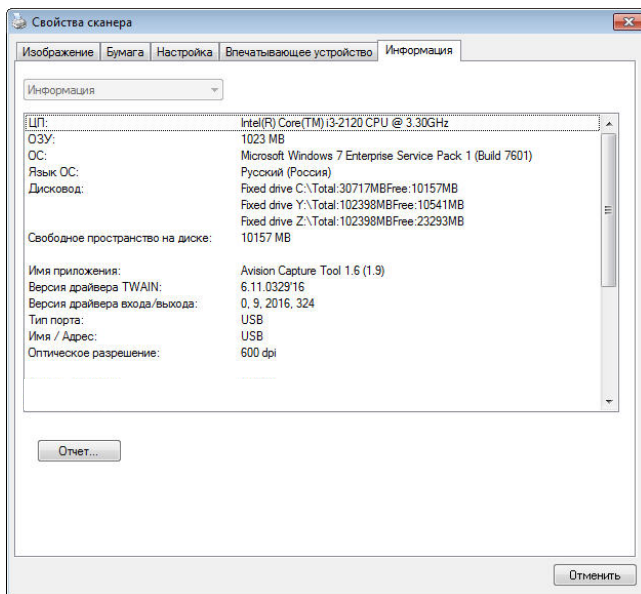 Свойства сканера
Изображение Бумага Настройка Впечатывающее устройство Информация
Информация
ЦП: Intel(R) Core(TM) i3-2120 CPU @ 3.30GHz
ОЗУ: 1023 MB
ОС: Microsoft Windows 7 Enterprise Service Pack 1 (Build 7601)
Язык ОС: Русский (Россия)
Дисковод: Fixed drive C:\Total:30717MBFree:10157MB
Fixed drive Y:\Total:102398MBFree:10541MB
Fixed drive Z:\Total:102398MBFree:23293MB
Свободное пространство на диске: 10157 MB
Имя приложения: Avision Capture Tool 1.6 (1.9)
Версия драйвера TWAIN: 6.11.0329'16
Версия драйвера входа/выхода: 0, 9, 2016, 324
Тип порта: USB
Имя / Адрес: USB
Оптическое разрешение: 600 dpi
Отчет...
Отменить